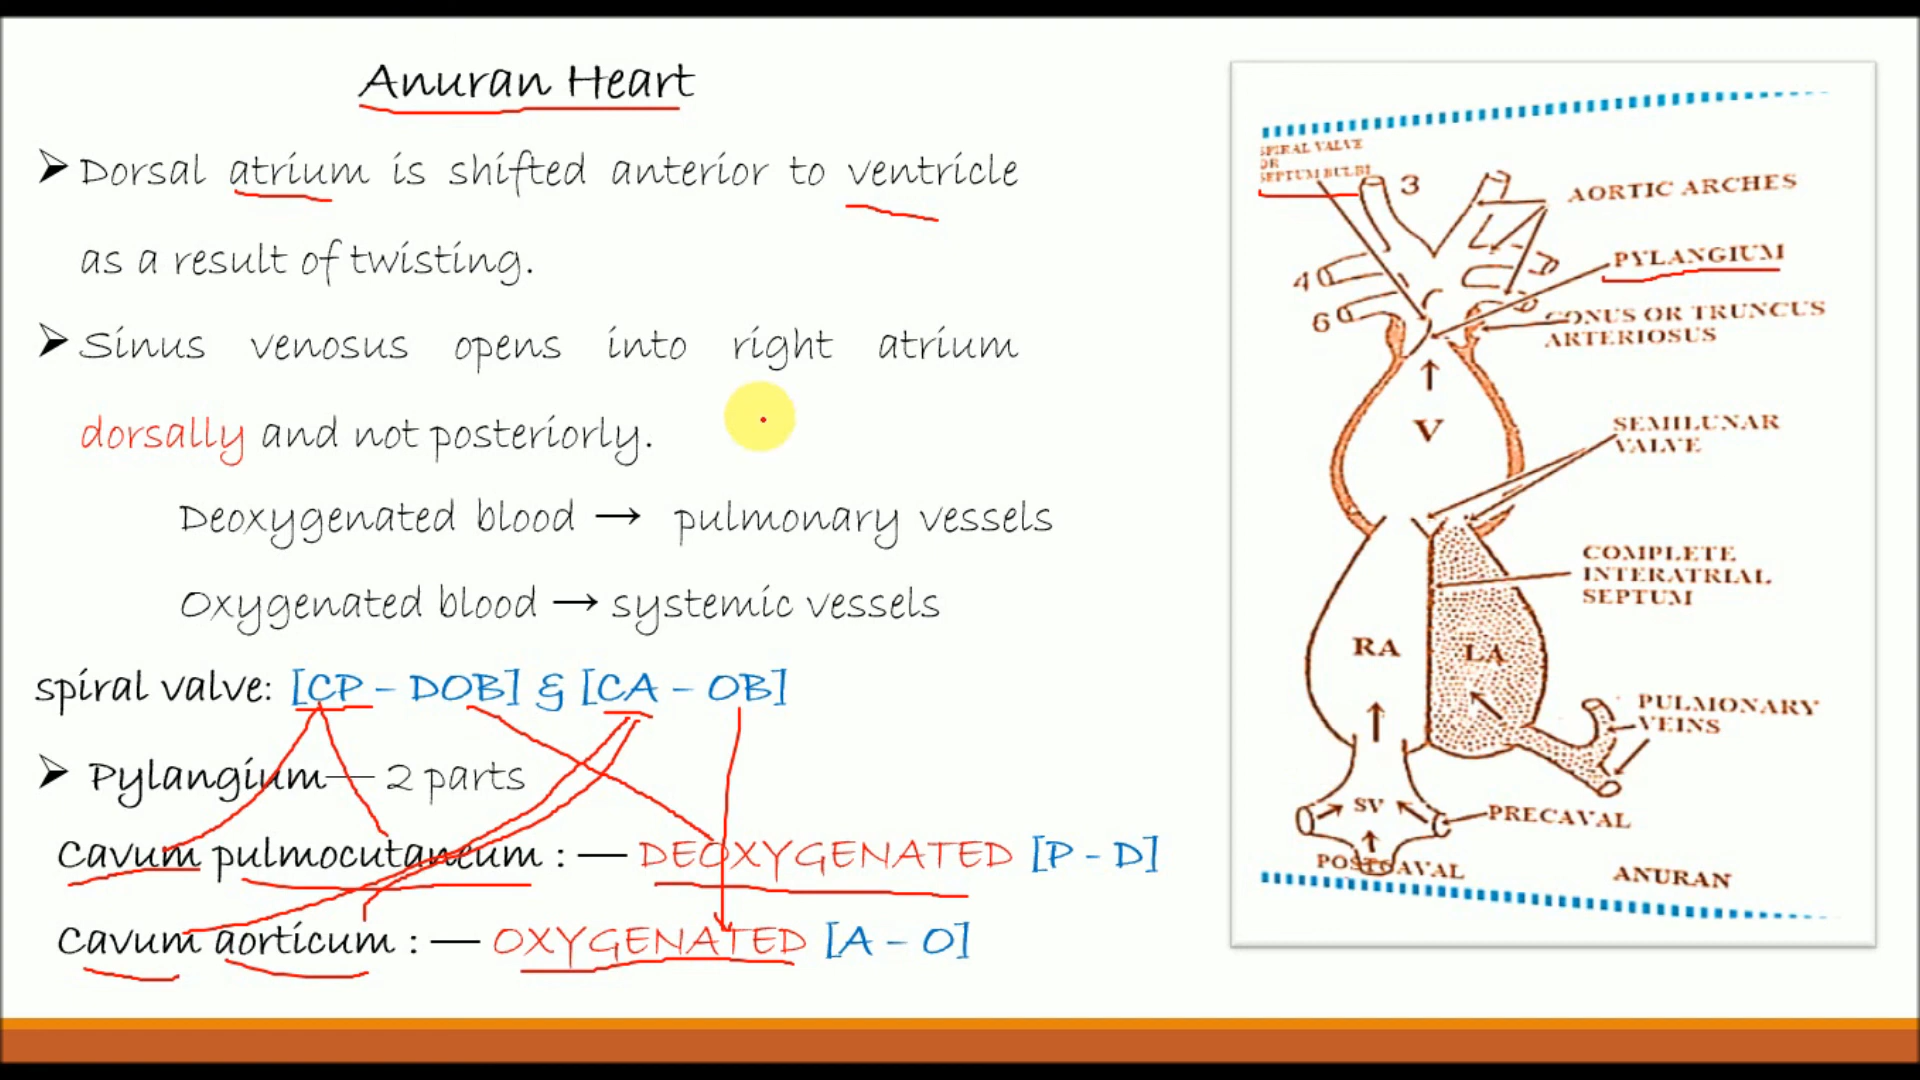 Anuran Heart
➤ Dorsal atrium is shifted anterior to ventricle
as a result of twisting.
➤ Sinus venosus opens into right atrium
dorsally and not posteriorly.
Deoxygenated blood → pulmonary vessels
Oxygenated blood → systemic vessels
spiral valve: [CP – DOB] & [CA – OB]
➤ Pylangium— 2 parts
Cavum pulmocutaneum : — DEOXYGENATED [P - D]
Cavum aorticum : — OXYGENATED [A – O]
SPIRAL VALVE
OR
SEPTUM BULBI
3
AORTIC ARCHES
4
PYLANGIUM
6
CONUS OR TRUNCUS
ARTERIOSUS
V
SEMILUNAR
VALVE
COMPLETE
INTERATRIAL
SEPTUM
RA
LA
PULMONARY
VEINS
SV
PRECAVAL
POSTCAVAL
ANURAN